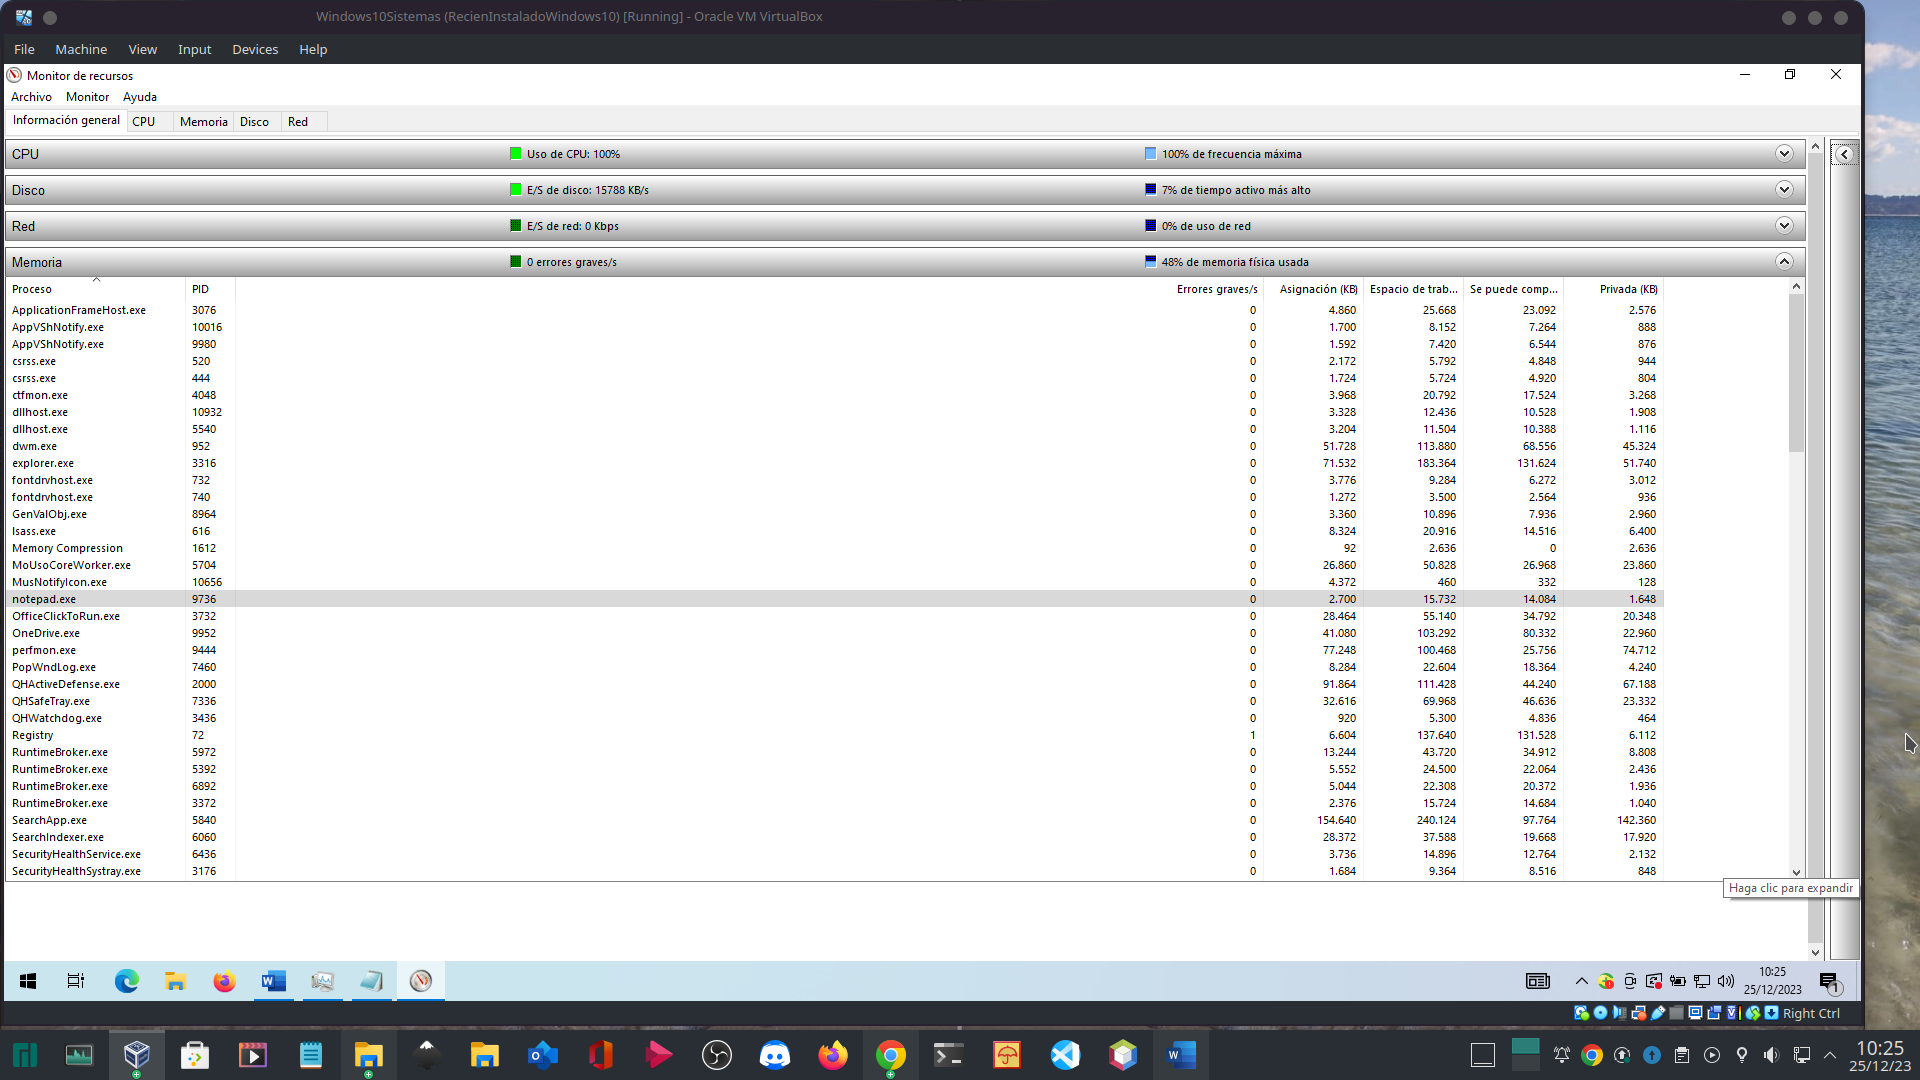 Windows10Sistemas (RecienInstaladoWindows10) [Running] - Oracle VM VirtualBox
File Machine View Input Devices Help
Monitor de recursos
Archivo Monitor Ayuda
Información general CPU Memoria Disco Red
CPU Uso de CPU: 100% 100% de frecuencia máxima
Disco E/S de disco: 15788 KB/s 7% de tiempo activo más alto
Red E/S de red: 0 Kbps 0% de uso de red
Memoria 0 errores graves/s 48% de memoria física usada
Proceso PID Errores graves/s Asignación (KB) Espacio de trab... Se puede comp... Privada (KB)
ApplicationFrameHost.exe 3076 0 4.860 25.668 23.092 2.576
AppVShNotify.exe 10016 0 1.700 8.152 7.264 888
AppVShNotify.exe 9980 0 1.592 7.420 6.544 876
csrss.exe 520 0 2.172 5.792 4.848 944
csrss.exe 444 0 1.724 5.724 4.920 804
ctfmon.exe 4048 0 3.968 20.792 17.524 3.268
dllhost.exe 10932 0 3.328 12.436 10.528 1.908
dllhost.exe 5540 0 3.204 11.504 10.388 1.116
dwm.exe 952 0 51.728 113.880 68.556 45.324
explorer.exe 3316 0 71.532 183.364 131.624 51.740
fontdrvhost.exe 732 0 3.776 9.284 6.272 3.012
fontdrvhost.exe 740 0 1.272 3.500 2.564 936
GenValObj.exe 8964 0 3.360 10.896 7.936 2.960
lsass.exe 616 0 8.324 20.916 14.516 6.400
Memory Compression 1612 0 92 2.636 0 2.636
MoUsoCoreWorker.exe 5704 0 26.860 50.828 26.968 23.860
MusNotifyIcon.exe 10656 0 4.372 460 332 128
notepad.exe 9736 0 2.700 15.732 14.084 1.648
OfficeClickToRun.exe 3732 0 28.464 55.140 34.792 20.348
OneDrive.exe 9952 0 41.080 103.292 80.332 22.960
perfmon.exe 9444 0 77.248 100.468 25.756 74.712
PopWndLog.exe 7460 0 8.284 22.604 18.364 4.240
QHActiveDefense.exe 2000 0 91.864 111.428 44.240 67.188
QHSafeTray.exe 7336 0 32.616 69.968 46.636 23.332
QHWatchdog.exe 3436 0 920 5.300 4.836 464
Registry 72 1 6.604 137.640 131.528 6.112
RuntimeBroker.exe 5972 0 13.244 43.720 34.912 8.808
RuntimeBroker.exe 5392 0 5.552 24.500 22.064 2.436
RuntimeBroker.exe 6892 0 5.044 22.308 20.372 1.936
RuntimeBroker.exe 3372 0 2.376 15.724 14.684 1.040
SearchApp.exe 5840 0 154.640 240.124 97.764 142.360
SearchIndexer.exe 6060 0 28.372 37.588 19.668 17.920
SecurityHealthService.exe 6436 0 3.736 14.896 12.764 2.132
SecurityHealthSystray.exe 3176 0 1.684 9.364 8.516 848
Haga clic para expandir
10:25
25/12/2023
1
Right Ctrl
10:25
25/12/23